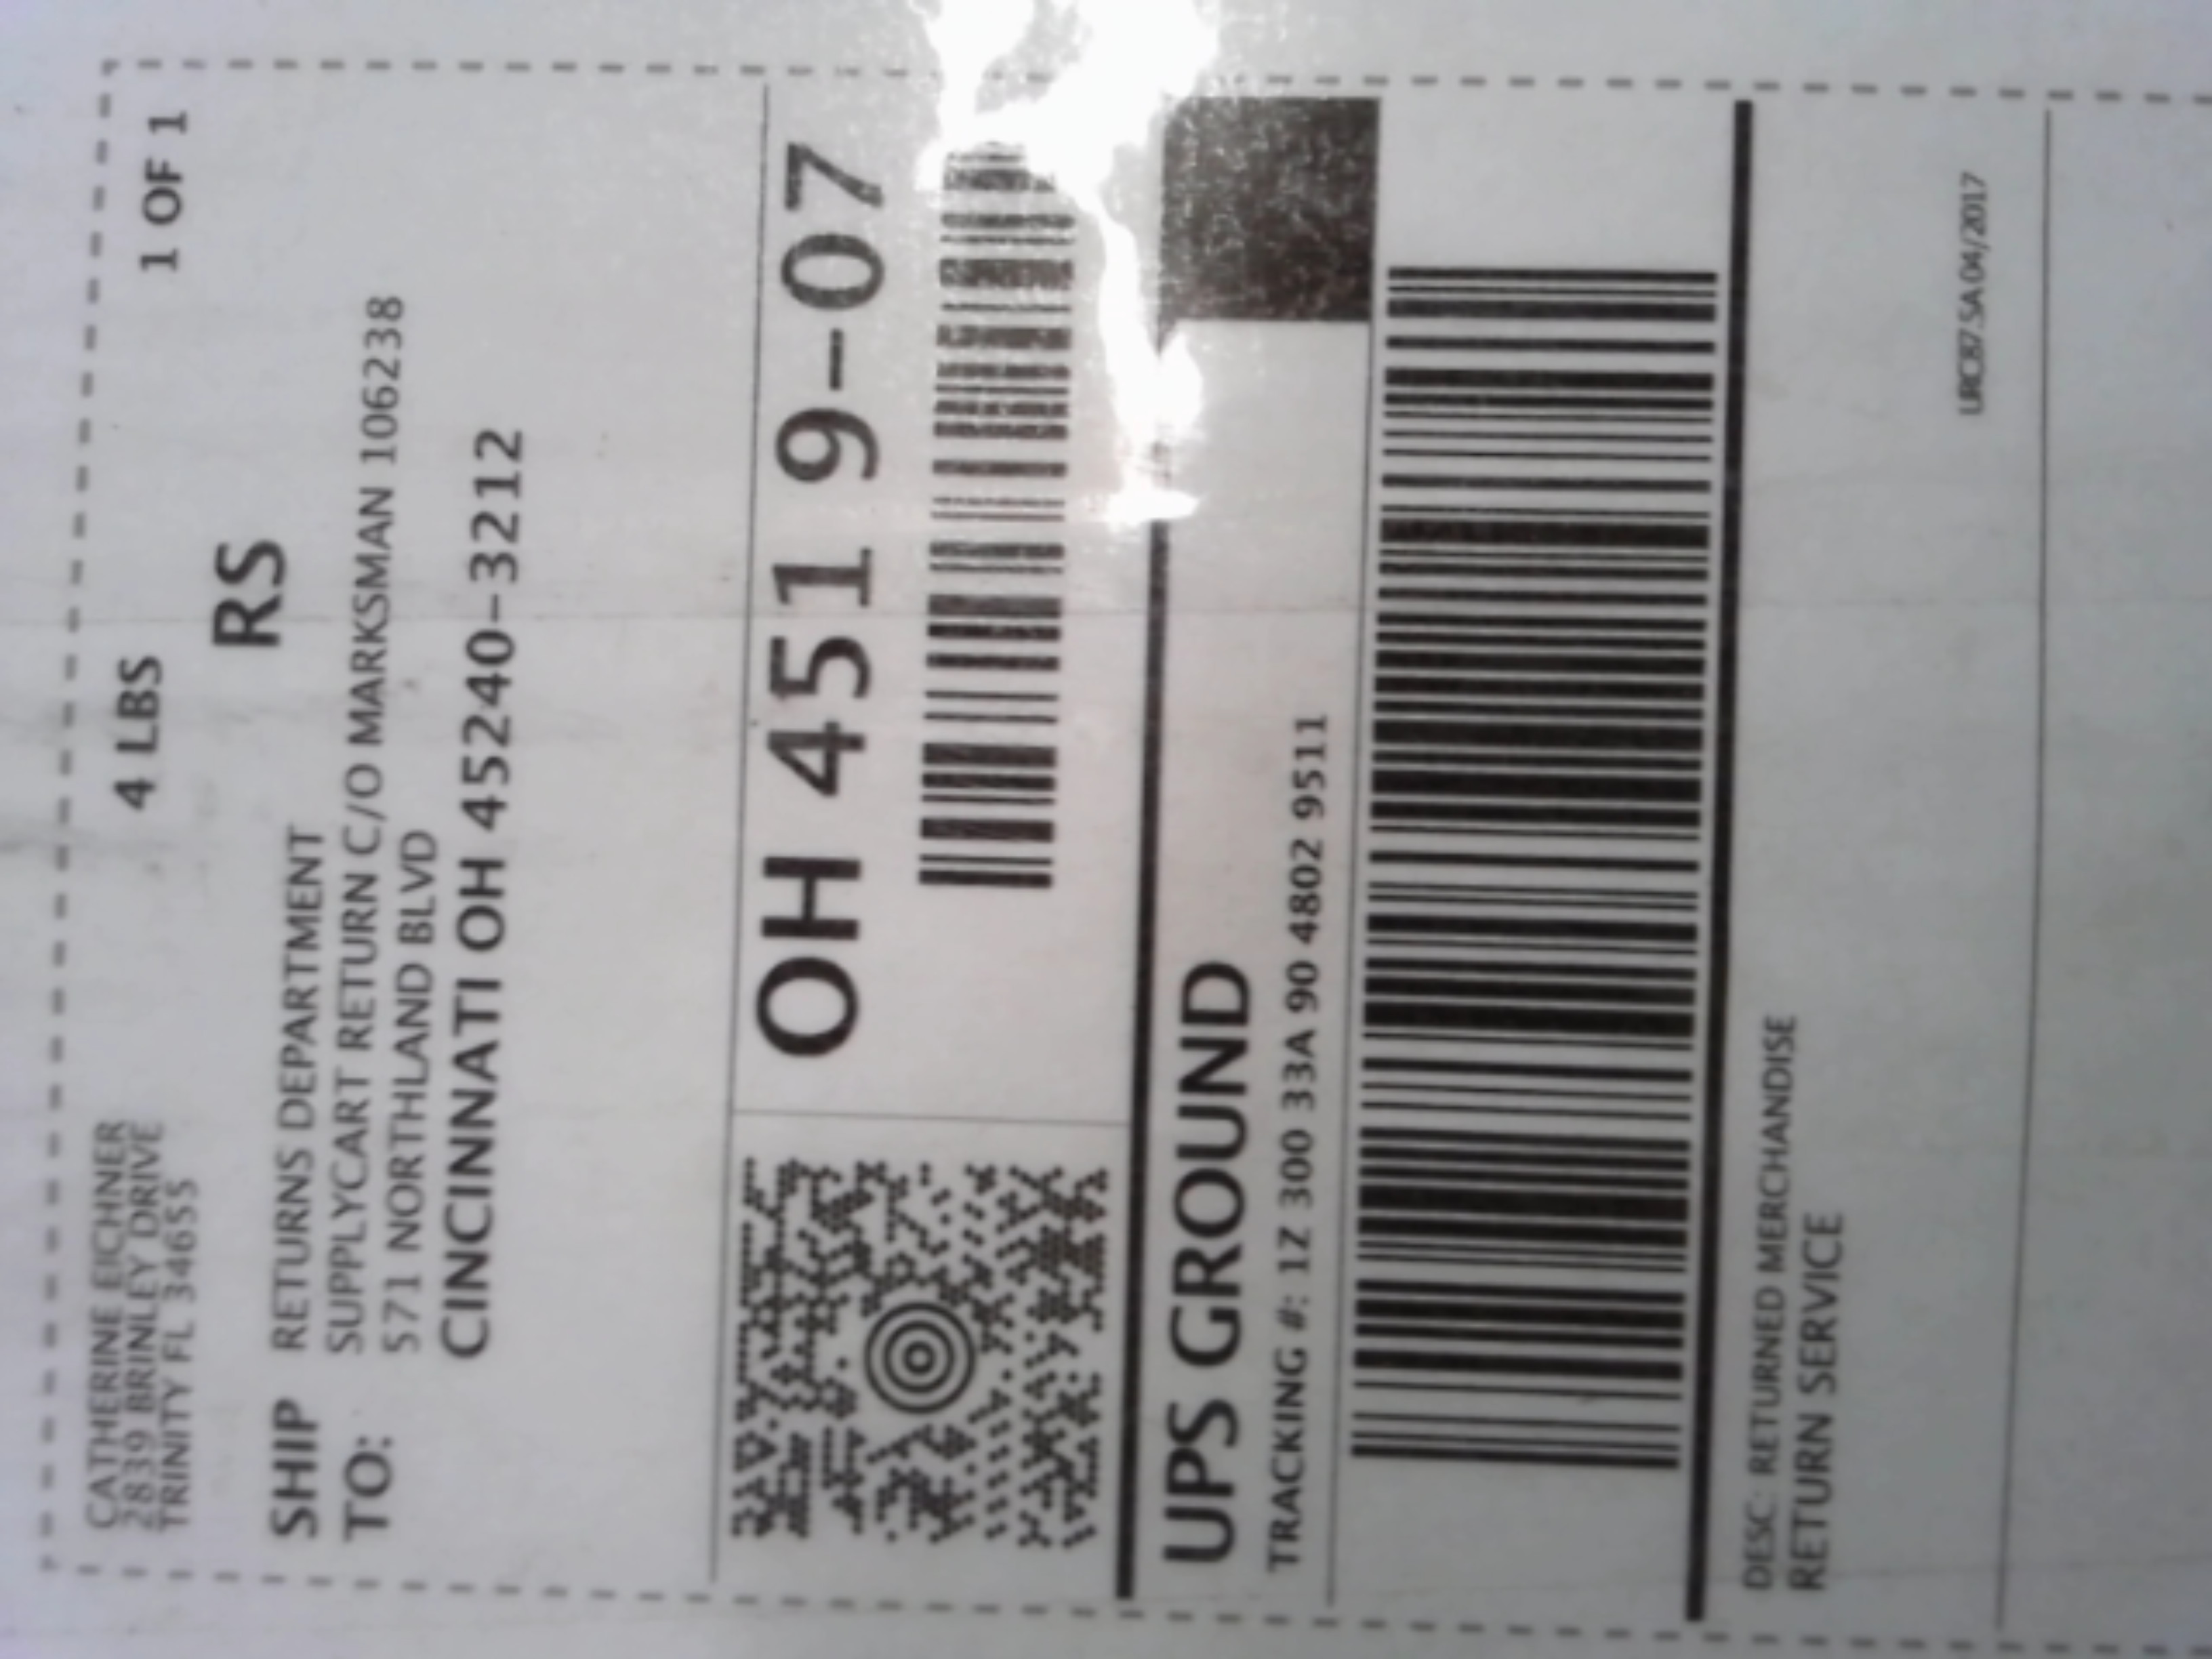 CATHERINE EICHNER
2839 BRINLEY DRIVE
TRINITY FL 34655
4 LBS
1 OF 1
RS
SHIP TO:
RETURNS DEPARTMENT
SUPPLYCART RETURN C/O MARKSMAN 106238
571 NORTHLAND BLVD
CINCINNATI OH 45240-3212
OH 451 9-07
UPS GROUND
TRACKING #: 1Z 300 33A 90 4802 9511
DESC: RETURNED MERCHANDISE
RETURN SERVICE